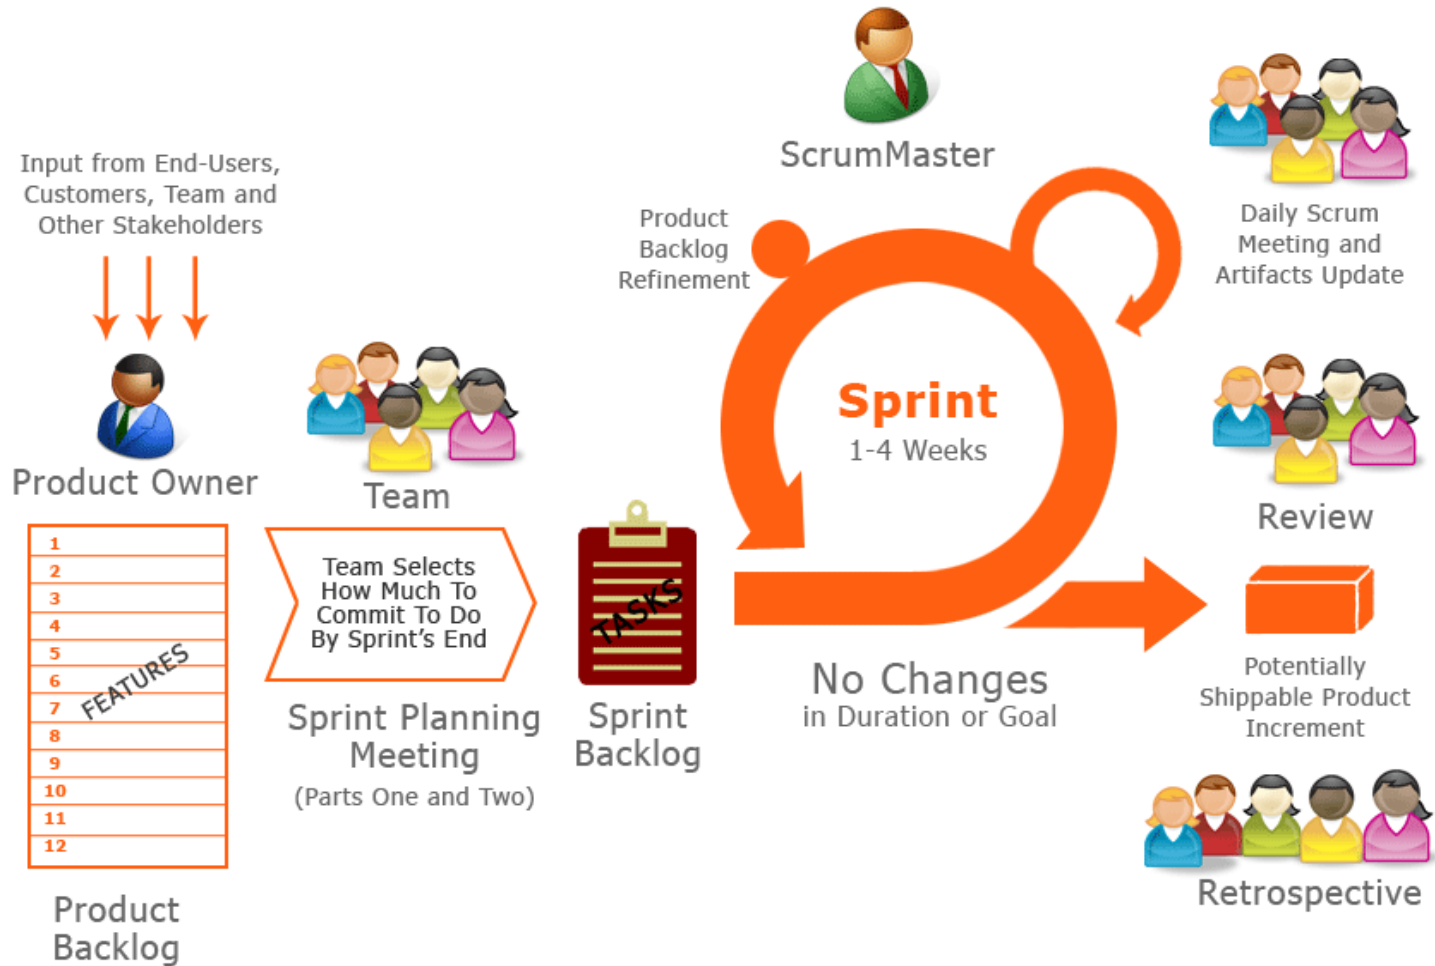 Input from End-Users,
Customers, Team and
Other Stakeholders
Product Owner
1
2
3
4
5
6
7
8
9
10
11
12
FEATURES
Product
Backlog
Team
Team Selects
How Much To
Commit To Do
By Sprint's End
Sprint Planning
Meeting
(Parts One and Two)
TASKS
Sprint
Backlog
ScrumMaster
Product
Backlog
Refinement
Sprint
1-4 Weeks
No Changes
in Duration or Goal
Daily Scrum
Meeting and
Artifacts Update
Review
Potentially
Shippable Product
Increment
Retrospective